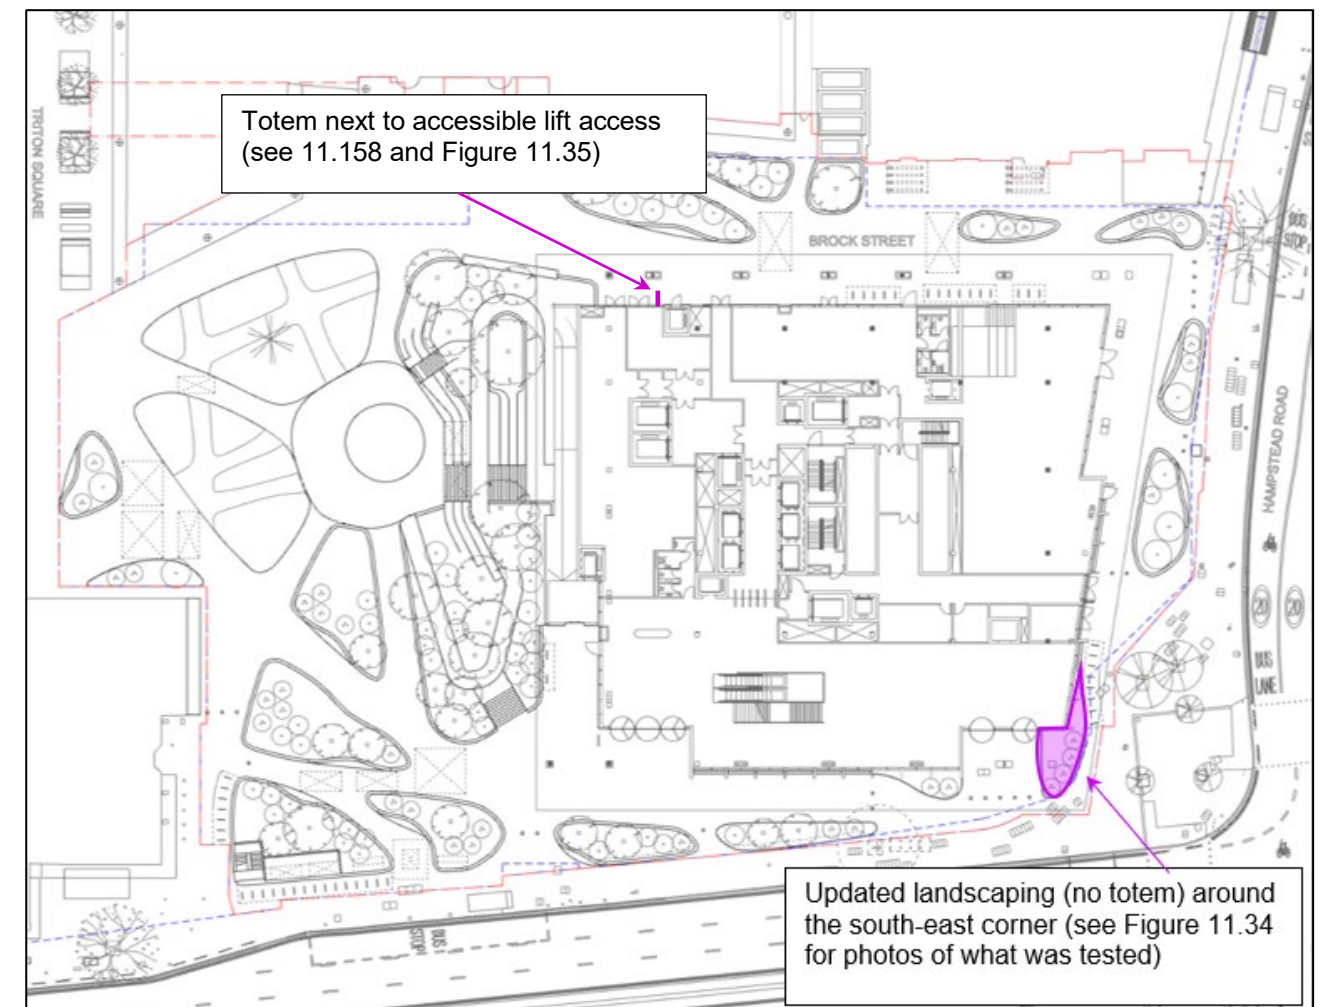 Totem next to accessible lift access
(see 11.158 and Figure 11.35)
TRITON SQUARE
BROCK STREET
BUS
STOP
HAMPSTEAD ROAD
20
20
BUS
LANE
Updated landscaping (no totem) around
the south-east corner (see Figure 11.34
for photos of what was tested)
BUS
STOP